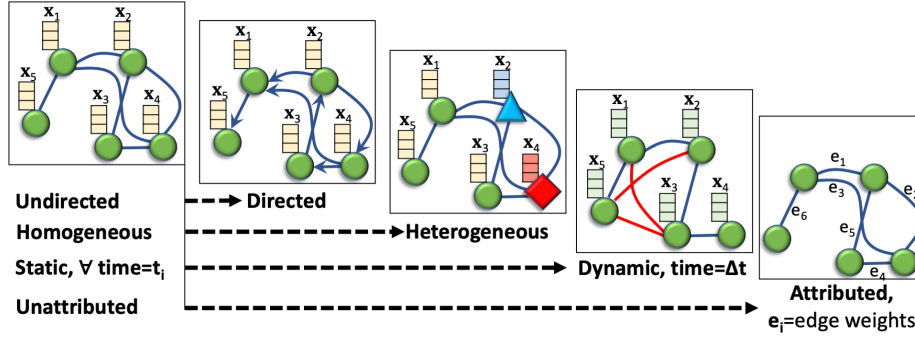 x1 x2
x5
x3 x4
x1 x2
x5
x3 x4
x2
x1
x5
x3 x4
x1 x2
x5
x3 x4
e1
e3
e6
e5
e4
Undirected Directed
Homogeneous Heterogeneous
Static, ∀ time=ti Dynamic, time=Δt
Unattributed Attributed,
ei=edge weights